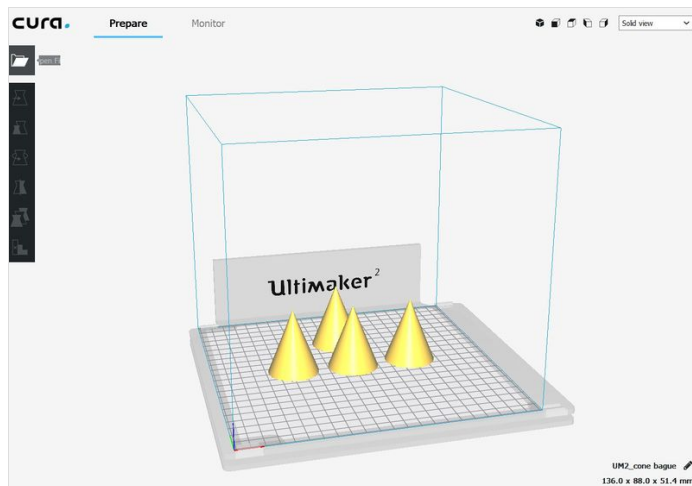 cura.
Prepare
Monitor
Solid view
Ultimaker²
UM2_cone bague
136.0 x 88.0 x 51.4 mm